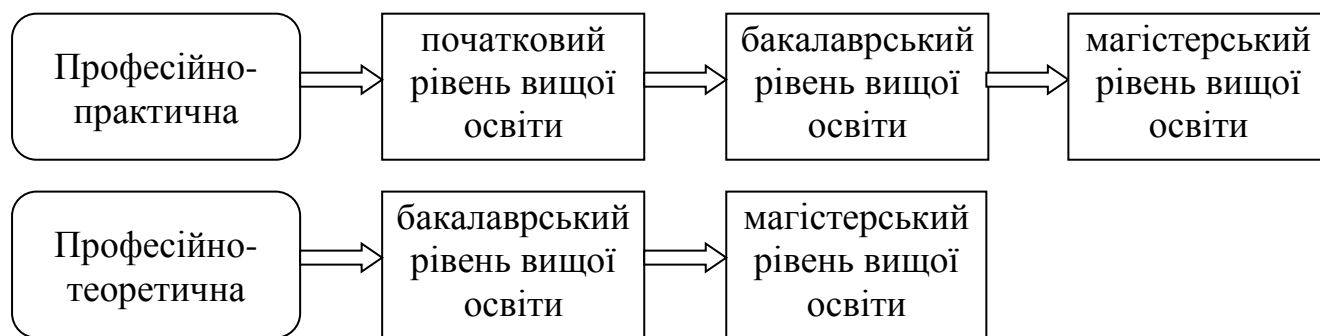 Професійно-
практична
початковий
рівень вищої
освіти
бакалаврський
рівень вищої
освіти
магістерський
рівень вищої
освіти
Професійно-
теоретична
бакалаврський
рівень вищої
освіти
магістерський
рівень вищої
освіти